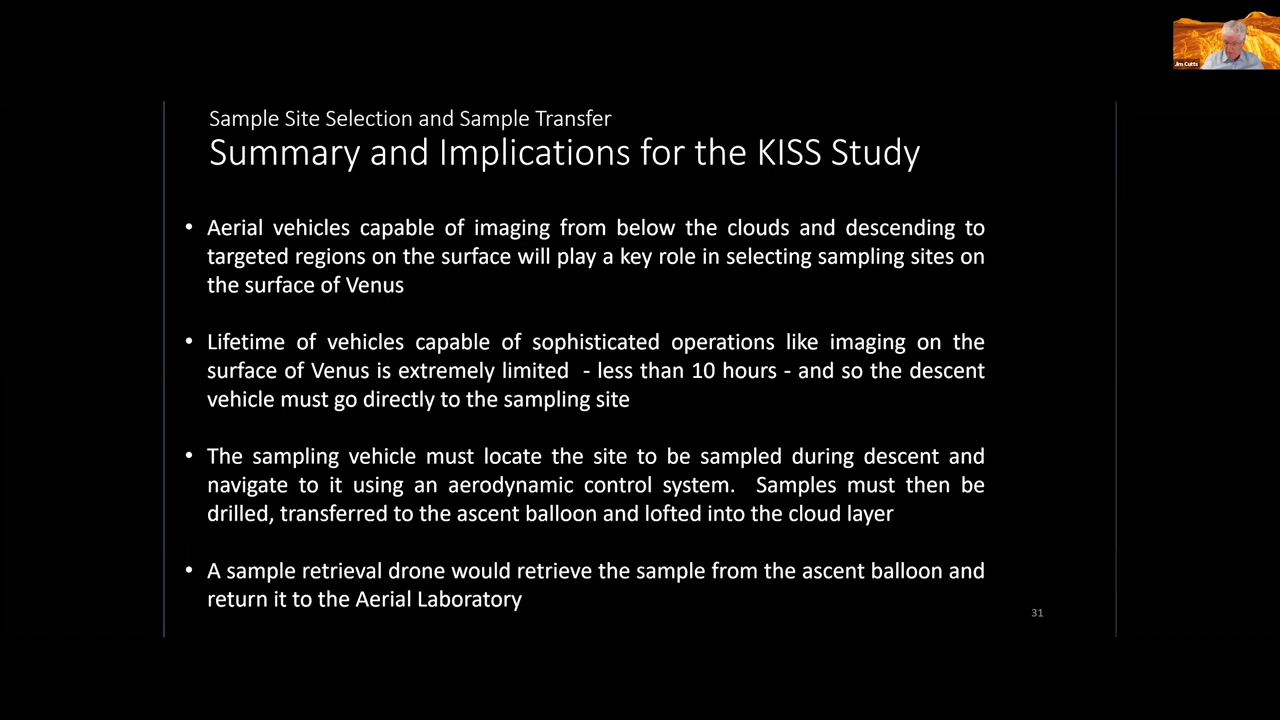 Jim Cutts
Sample Site Selection and Sample Transfer
Summary and Implications for the KISS Study
• Aerial vehicles capable of imaging from below the clouds and descending to
targeted regions on the surface will play a key role in selecting sampling sites on
the surface of Venus
• Lifetime of vehicles capable of sophisticated operations like imaging on the
surface of Venus is extremely limited - less than 10 hours - and so the descent
vehicle must go directly to the sampling site
• The sampling vehicle must locate the site to be sampled during descent and
navigate to it using an aerodynamic control system. Samples must then be
drilled, transferred to the ascent balloon and lofted into the cloud layer
• A sample retrieval drone would retrieve the sample from the ascent balloon and
return it to the Aerial Laboratory
31